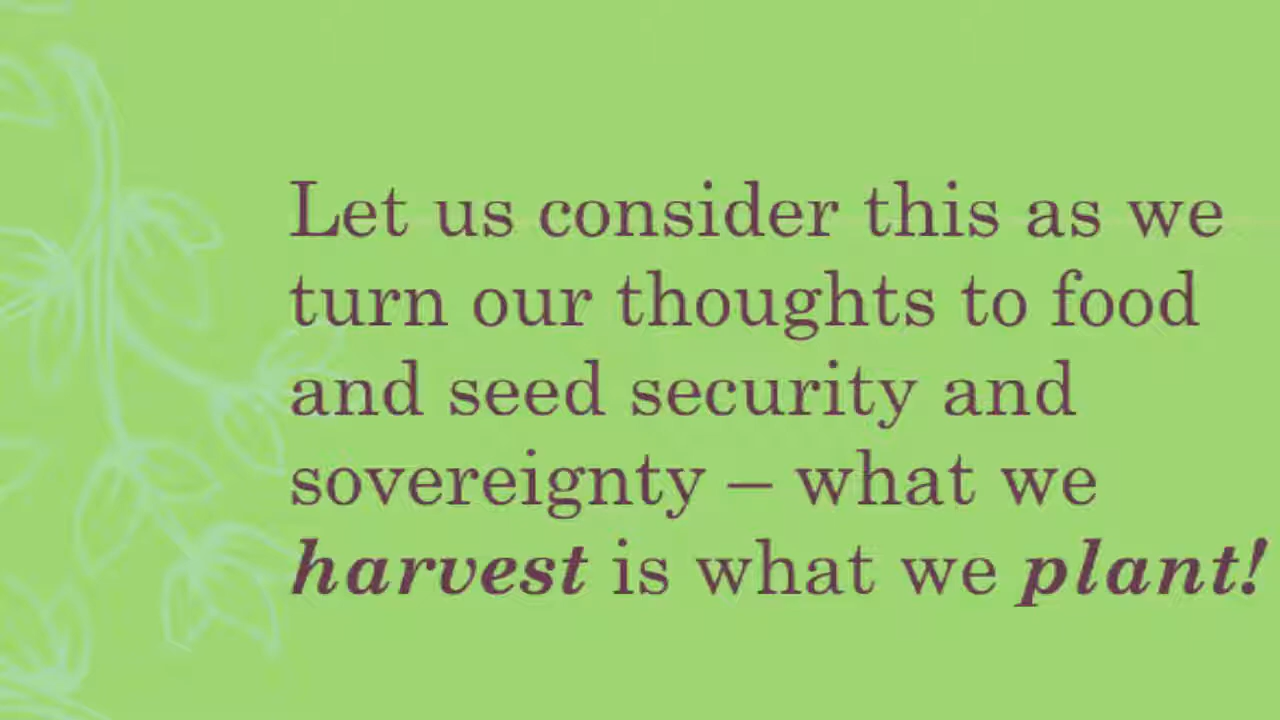 Let us consider this as we
turn our thoughts to food
and seed security and
sovereignty – what we
harvest is what we plant!